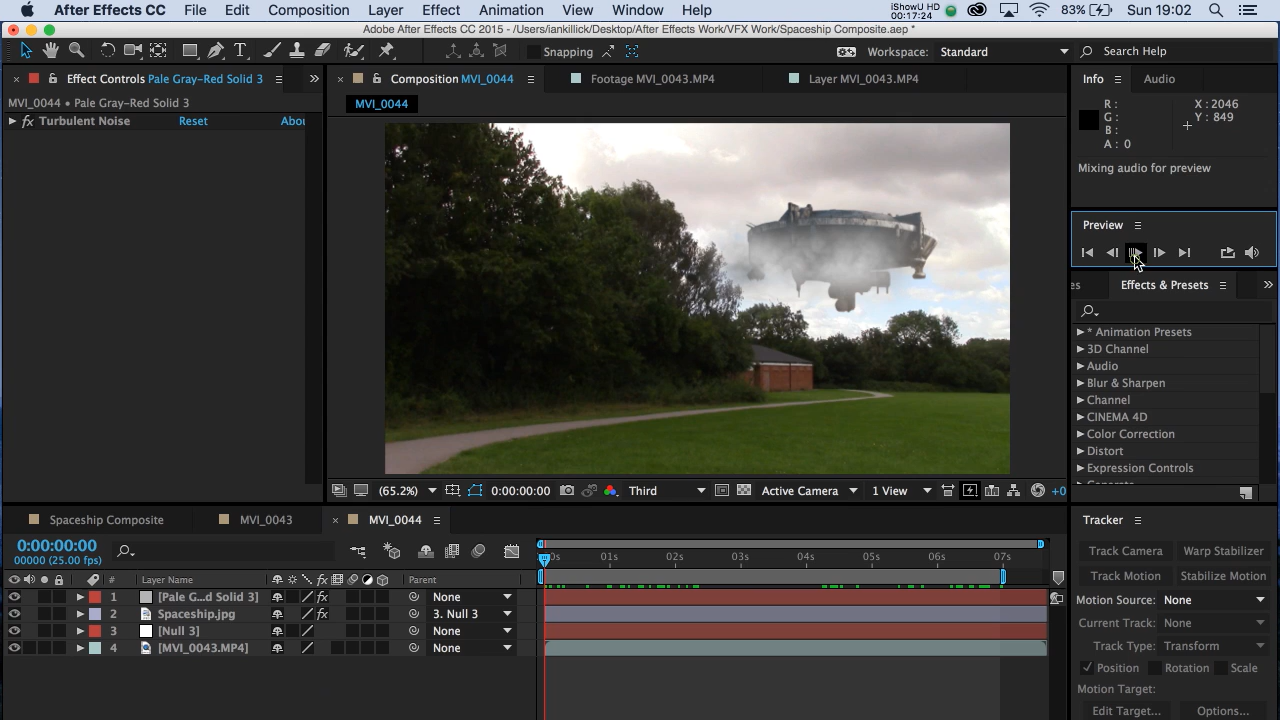 After Effects CC File Edit Composition Layer Effect Animation View Window Help iShowU HD 00:17:24 83% Sun 19:02
Adobe After Effects CC 2015 - /Users/iankillick/Desktop/After Effects Work/VFX Work/Spaceship Composite.aep *
T Snapping Workspace: Standard Search Help
× Effect Controls Pale Gray-Red Solid 3 » × Composition MVI_0044 Footage MVI_0043.MP4 Layer MVI_0043.MP4 Info Audio
MVI_0044 • Pale Gray-Red Solid 3 MVI_0044
fx Turbulent Noise Reset Abou
R : X : 2046
G : Y : 849
B :
A : 0
Mixing audio for preview
Preview
es Effects & Presets »
* Animation Presets
3D Channel
Audio
Blur & Sharpen
Channel
CINEMA 4D
Color Correction
Distort
Expression Controls
(65.2%) 0:00:00:00 Third Active Camera 1 View +0
Spaceship Composite MVI_0043 × MVI_0044
0:00:00:00
00000 (25.00 fps)
0s 01s 02s 03s 04s 05s 06s 07s
# Layer Name fx Parent
1 [Pale G...d Solid 3] fx None
2 Spaceship.jpg fx 3. Null 3
3 [Null 3] None
4 [MVI_0043.MP4] None
Tracker
Track Camera Warp Stabilizer
Track Motion Stabilize Motion
Motion Source: None
Current Track: None
Track Type: Transform
Position Rotation Scale
Motion Target:
Edit Target... Options...